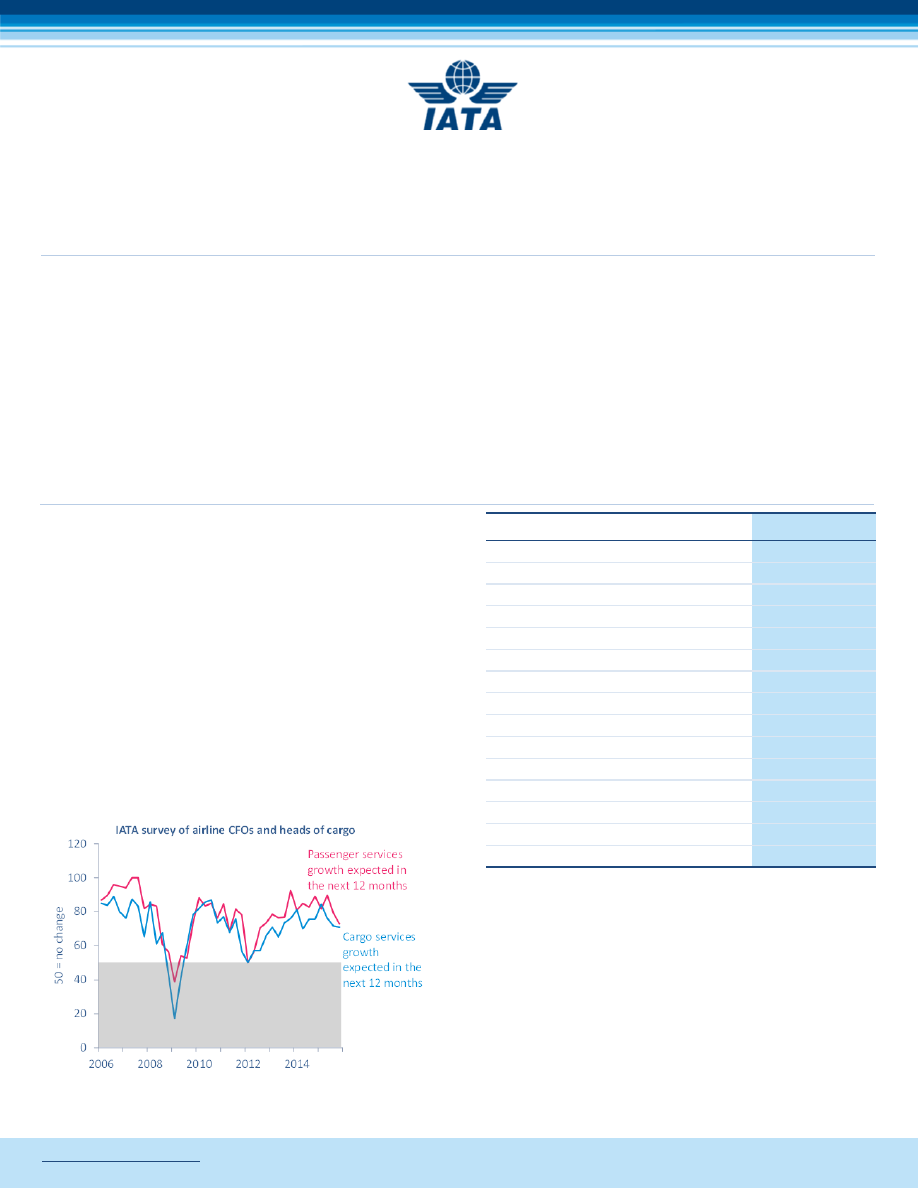 IATA
IATA survey of airline CFOs and heads of cargo
120
100
80
60
40
20
0
50 = no change
Passenger services
growth expected in
the next 12 months
Cargo services
growth
expected in the
next 12 months
2006 2008 2010 2012 2014